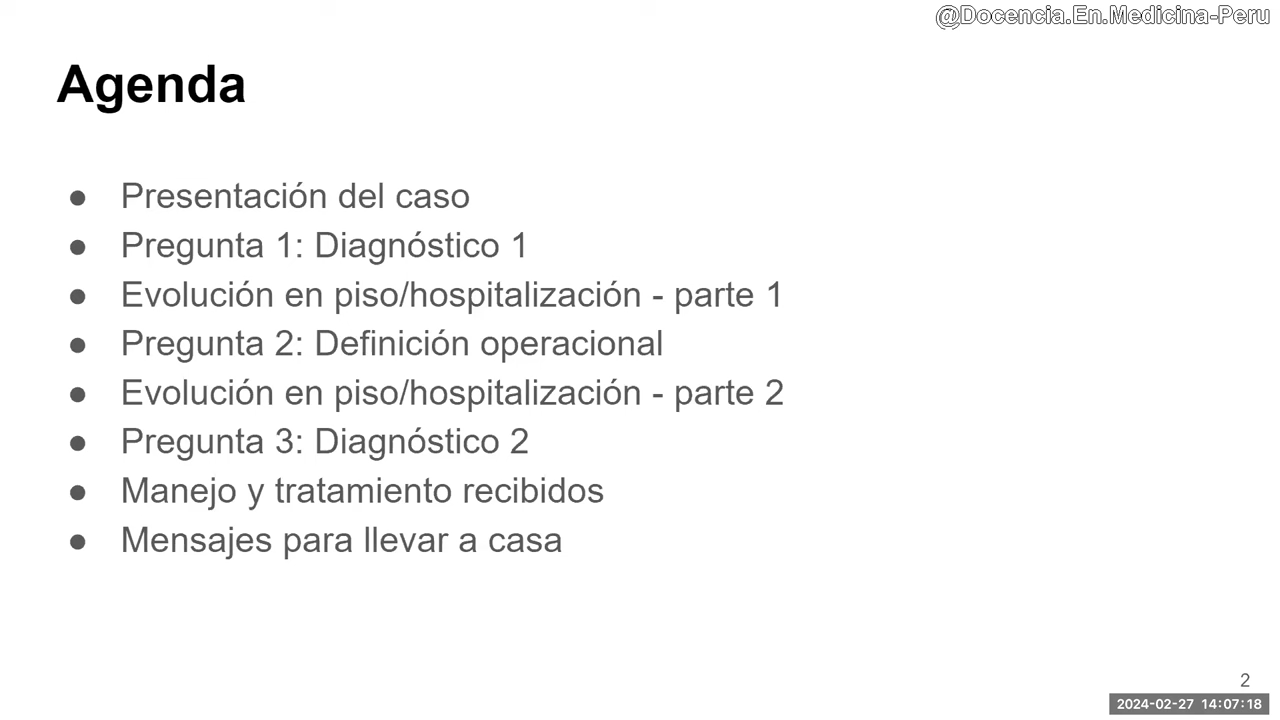 @Docencia.En.Medicina-Peru
Agenda
● Presentación del caso
● Pregunta 1: Diagnóstico 1
● Evolución en piso/hospitalización - parte 1
● Pregunta 2: Definición operacional
● Evolución en piso/hospitalización - parte 2
● Pregunta 3: Diagnóstico 2
● Manejo y tratamiento recibidos
● Mensajes para llevar a casa
2
2024-02-27 14:07:18